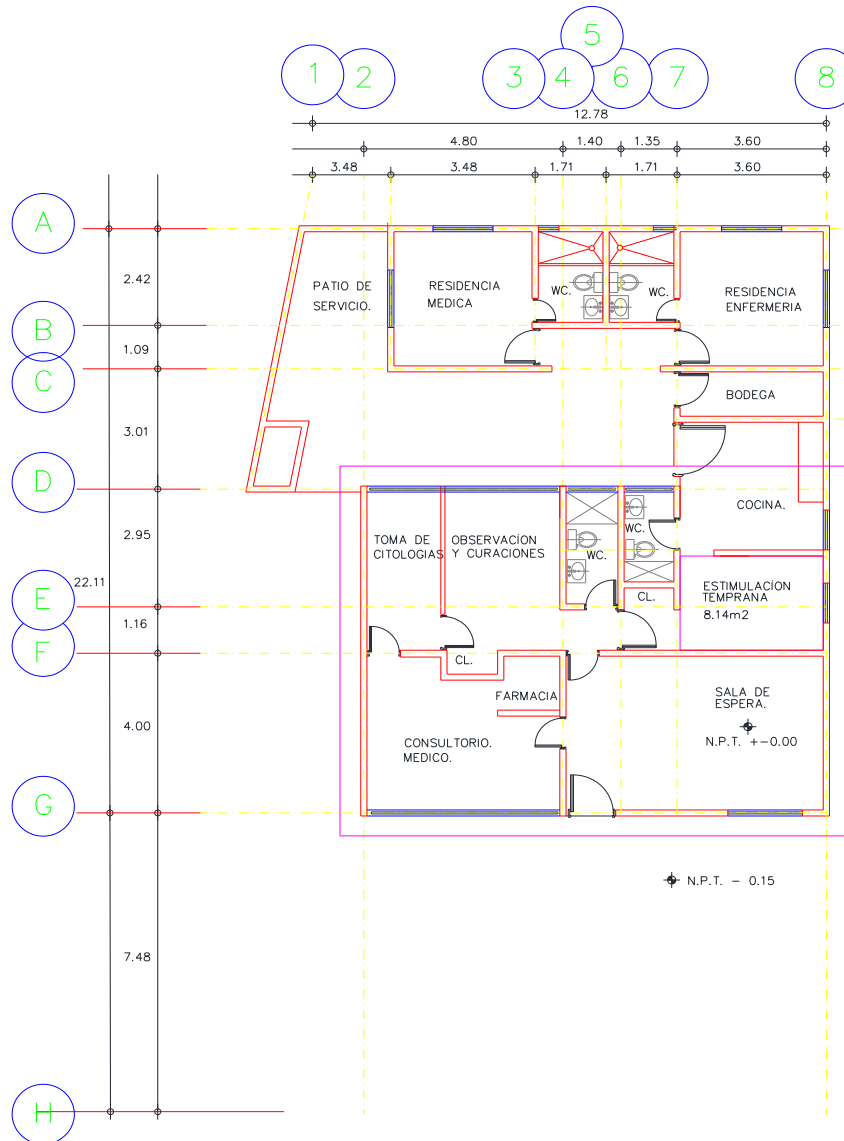 5
1
2
3
4
6
7
8
12.78
4.80
1.40
1.35
3.60
3.48
3.48
1.71
1.71
3.60
A
2.42
PATIO DE
SERVICIO.
RESIDENCIA
MEDICA
WC.
WC.
RESIDENCIA
ENFERMERIA
B
1.09
C
BODEGA
3.01
D
COCINA.
2.95
TOMA DE
CITOLOGIAS
OBSERVACION
Y CURACIONES
WC.
WC.
22.11
ESTIMULACION
TEMPRANA
8.14m2
CL.
E
1.16
F
CL.
FARMACIA
SALA DE
ESPERA.
N.P.T. +-0.00
4.00
CONSULTORIO.
MEDICO.
G
N.P.T. - 0.15
7.48
H